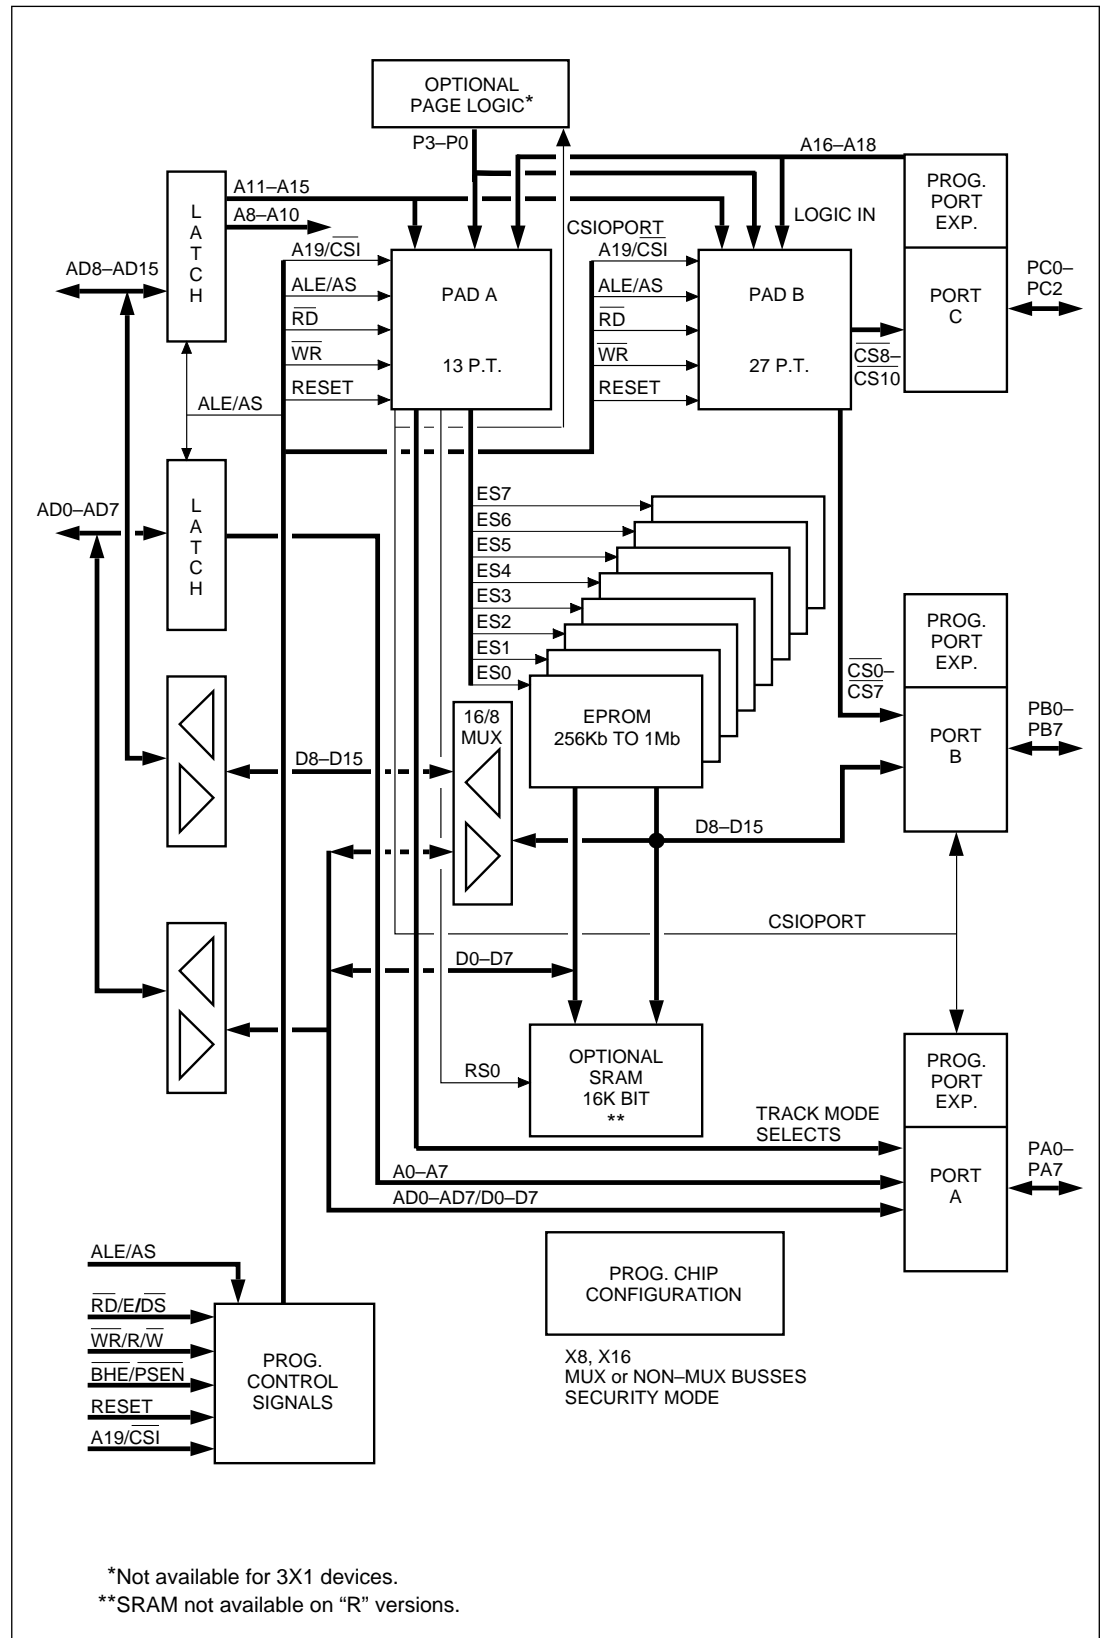 OPTIONAL
PAGE LOGIC*
P3–P0
A16–A18
PROG.
PORT
EXP.
LATCH
A11–A15
A8–A10
LOGIC IN
CSIOPORT
AD8–AD15
A19/CSI
ALE/AS
RD
WR
RESET
PAD A
13 P.T.
A19/CSI
ALE/AS
RD
WR
RESET
PAD B
27 P.T.
PORT
C
PC0–
PC2
CS8–
CS10
ALE/AS
AD0–AD7
LATCH
ES7
ES6
ES5
ES4
ES3
ES2
ES1
ES0
PROG.
PORT
EXP.
CS0–
CS7
16/8
MUX
EPROM
256Kb TO 1Mb
PORT
B
PB0–
PB7
D8–D15
D8–D15
CSIOPORT
D0–D7
RS0
OPTIONAL
SRAM
16K BIT
**
PROG.
PORT
EXP.
TRACK MODE
SELECTS
A0–A7
AD0–AD7/D0–D7
PORT
A
PA0–
PA7
ALE/AS
RD/E/DS
WR/R/W
BHE/PSEN
RESET
A19/CSI
PROG.
CONTROL
SIGNALS
PROG. CHIP
CONFIGURATION
X8, X16
MUX or NON–MUX BUSSES
SECURITY MODE
*Not available for 3X1 devices.
**SRAM not available on “R” versions.